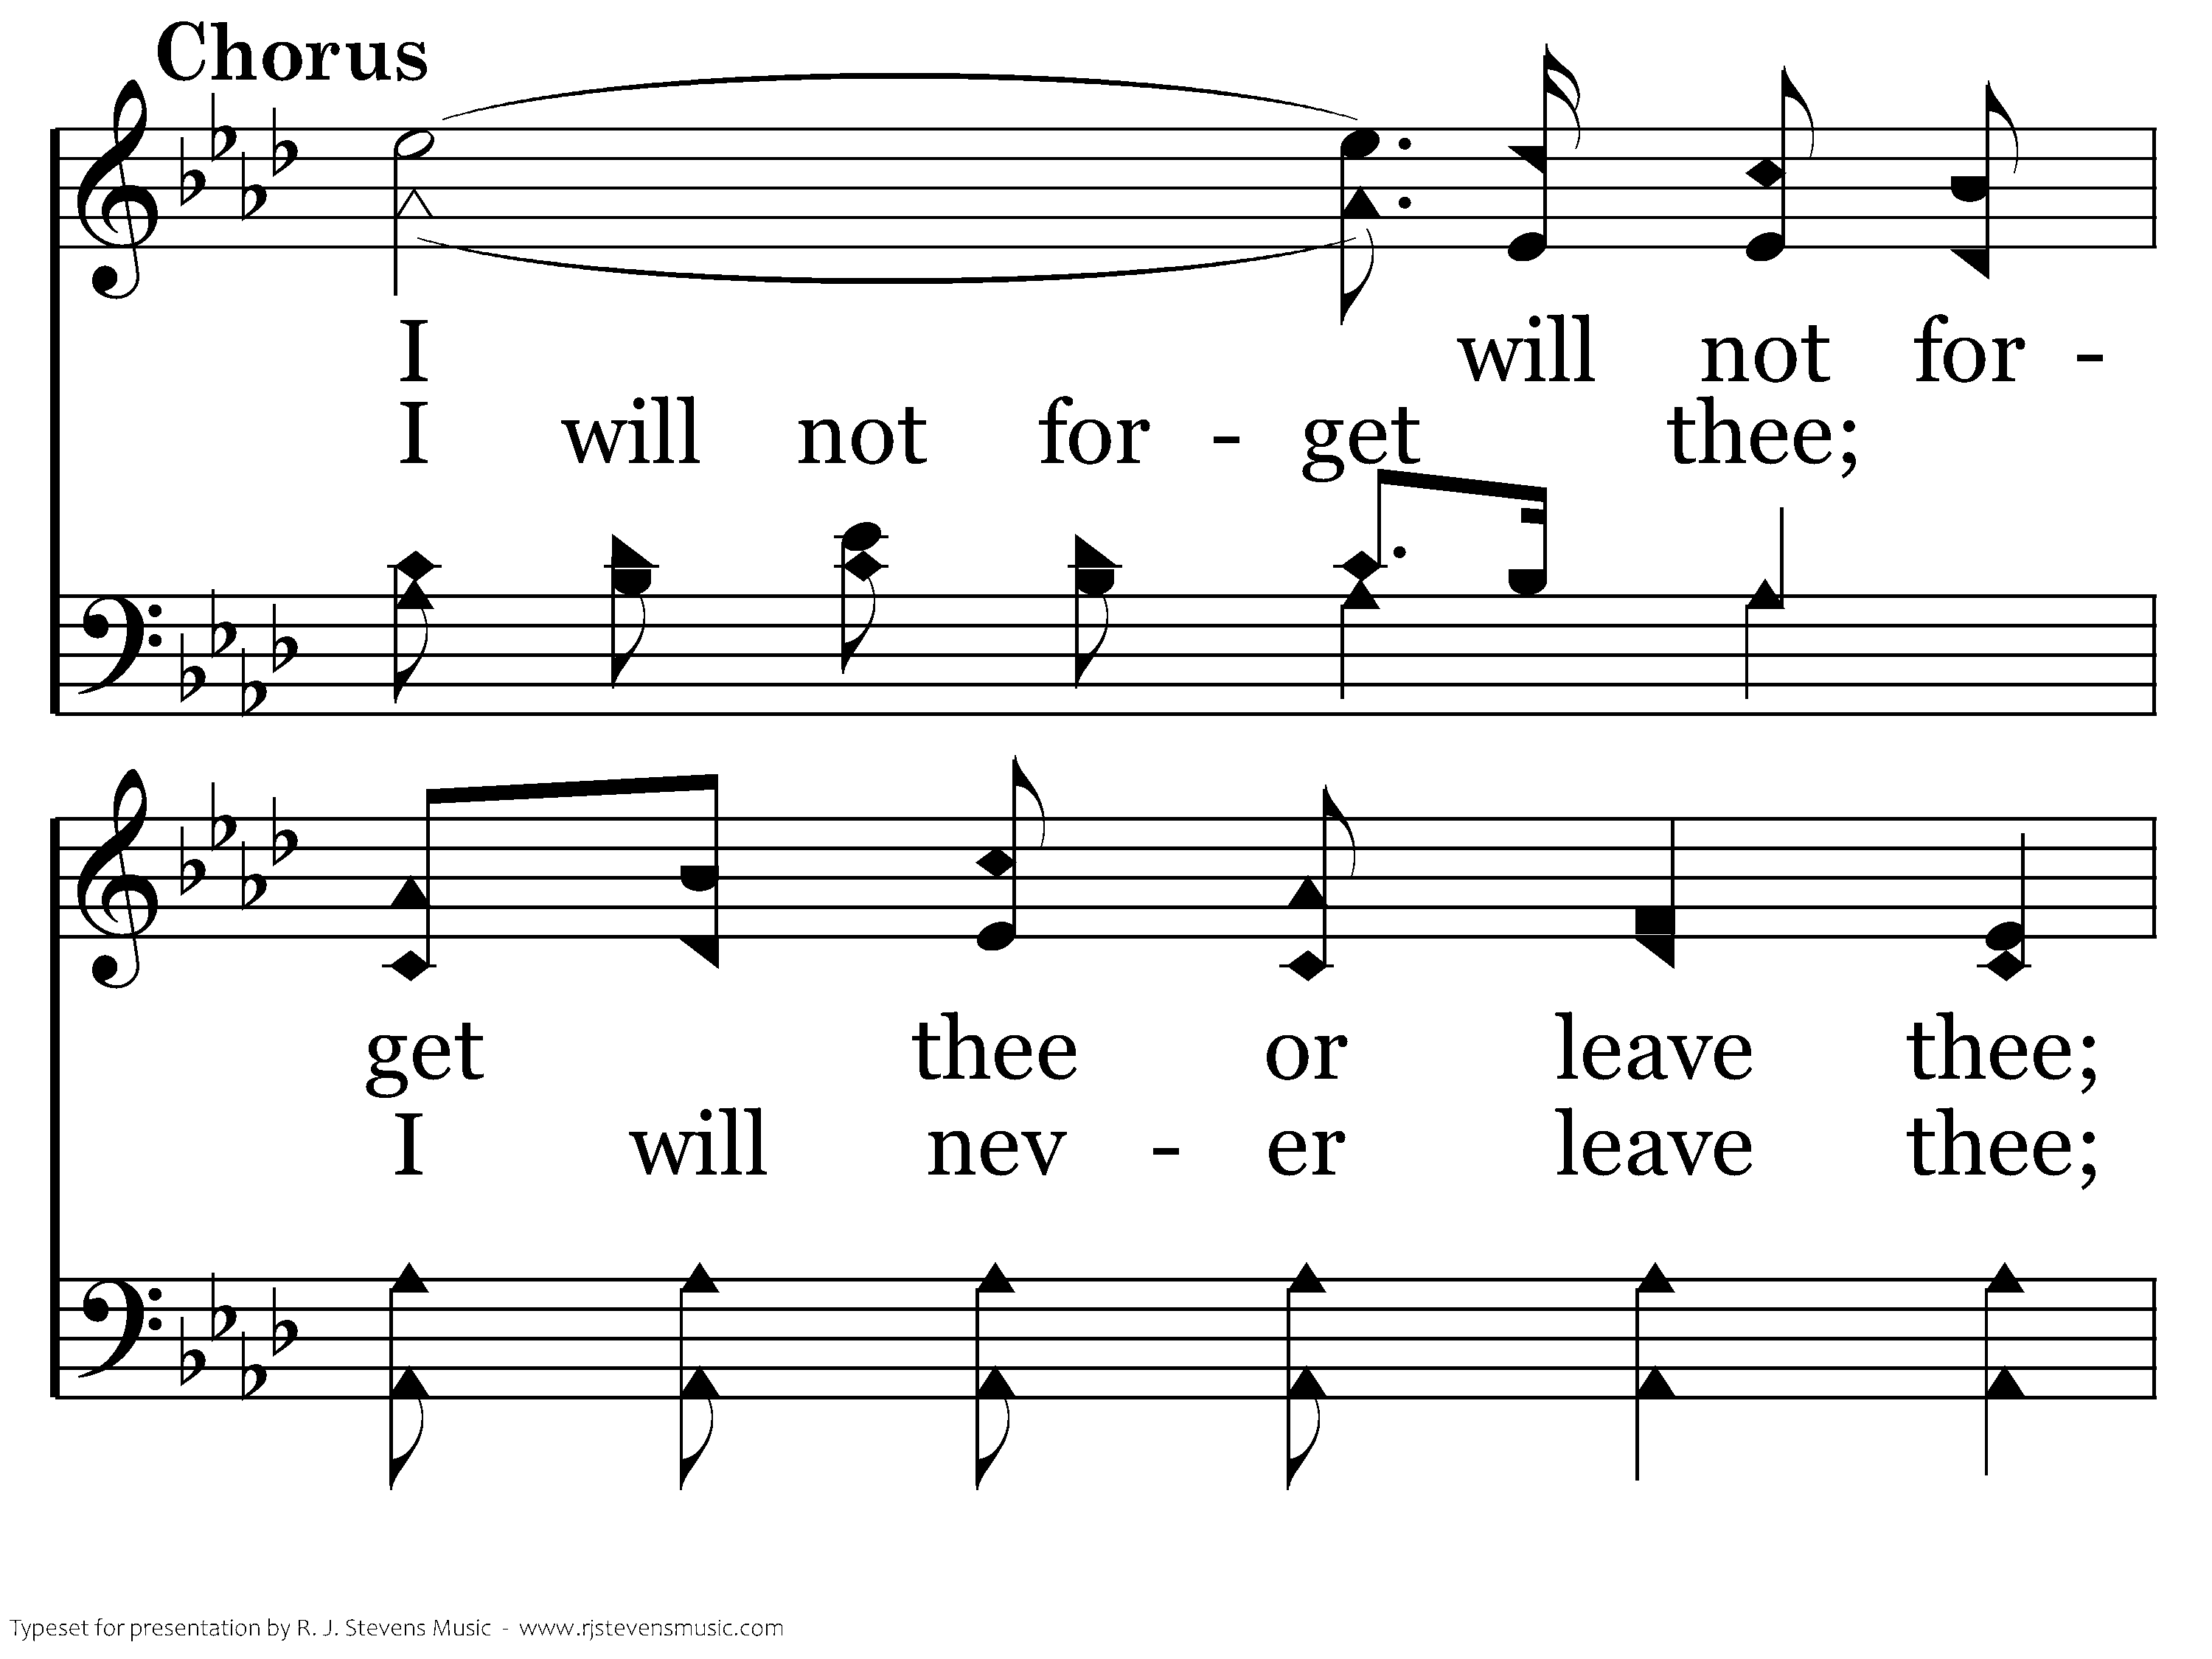 Chorus
I will not for -
I will not for - get thee;
get thee or leave thee;
I will nev - er leave thee;
Typeset for presentation by R. J. Stevens Music - www.rjstevensmusic.com